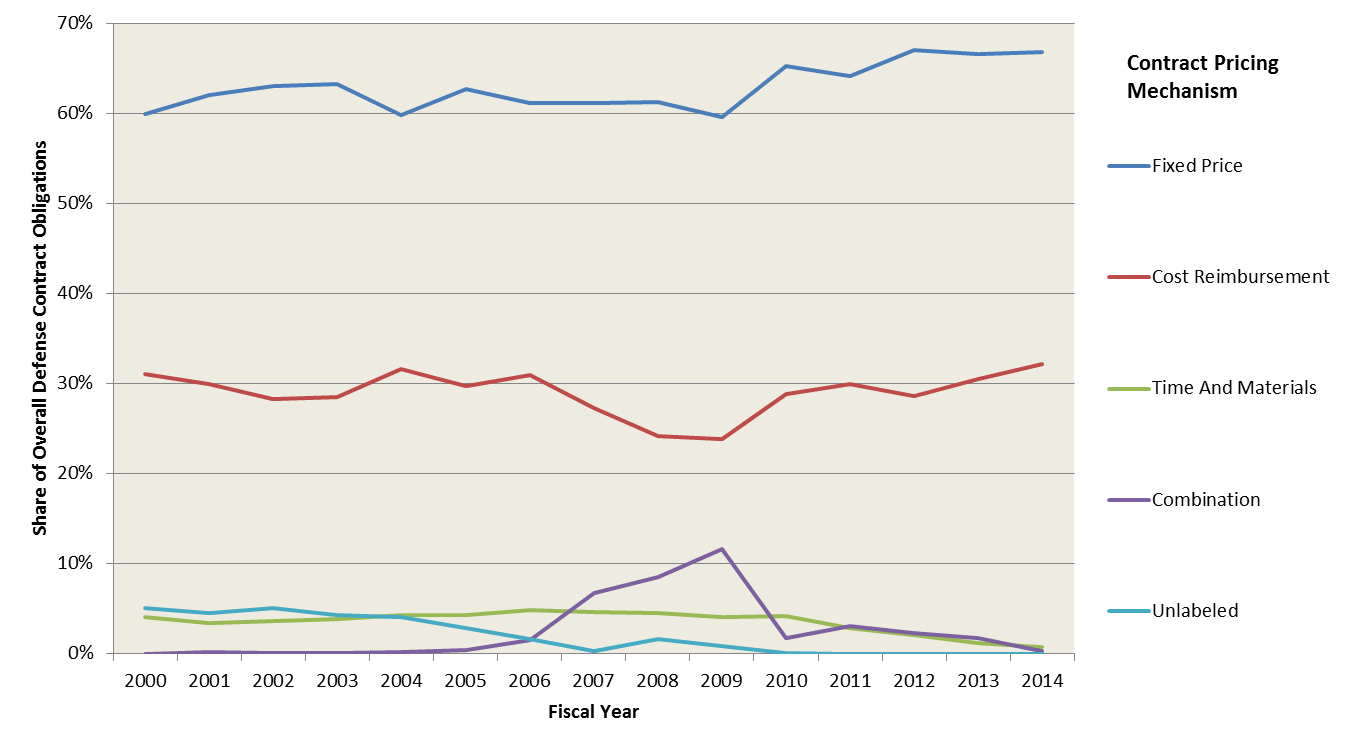 70%
60%
50%
40%
30%
20%
10%
0%
Share of Overall Defense Contract Obligations
2000 2001 2002 2003 2004 2005 2006 2007 2008 2009 2010 2011 2012 2013 2014
Fiscal Year
Contract Pricing
Mechanism
Fixed Price
Cost Reimbursement
Time And Materials
Combination
Unlabeled